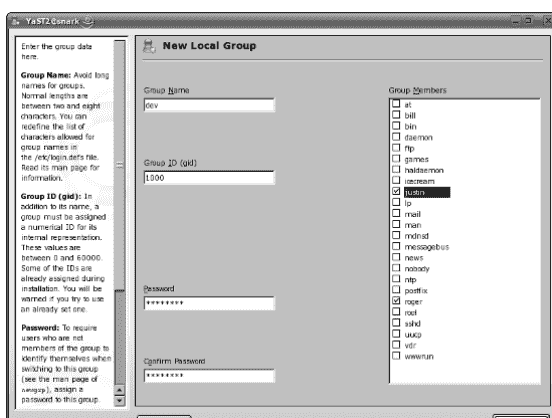 YaST2@snark
Enter the group data
here.
Group Name: Avoid long
names for groups.
Normal lengths are
between two and eight
characters. You can
redefine the list of
characters allowed for
group names in
the /etc/login.defs file.
Read its man page for
information.
Group ID (gid): In
addition to its name, a
group must be assigned
a numerical ID for its
internal representation.
These values are
between 0 and 60000.
Some of the IDs are
already assigned during
installation. You will be
warned if you try to use
an already set one.
Password: To require
users who are not
members of the group to
identify themselves when
switching to this group
(see the man page of
newgrp), assign a
password to this group.
New Local Group
Group Name
dev
Group ID (gid)
1000
Password
********
Confirm Password
********
Group Members
at
bill
bin
daemon
ftp
games
haldaemon
icecream
justin
lp
mail
man
mdnsd
messagebus
news
nobody
ntp
postfix
roger
root
sshd
uucp
vdr
wwwrun